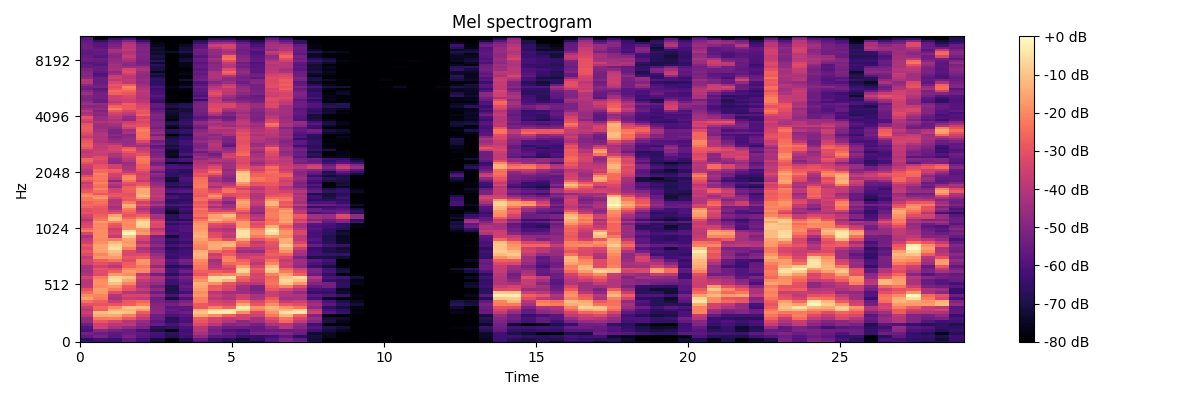 Mel spectrogram
8192
4096
2048
1024
512
0
Hz
0 5 10 15 20 25
Time
+0 dB
-10 dB
-20 dB
-30 dB
-40 dB
-50 dB
-60 dB
-70 dB
-80 dB